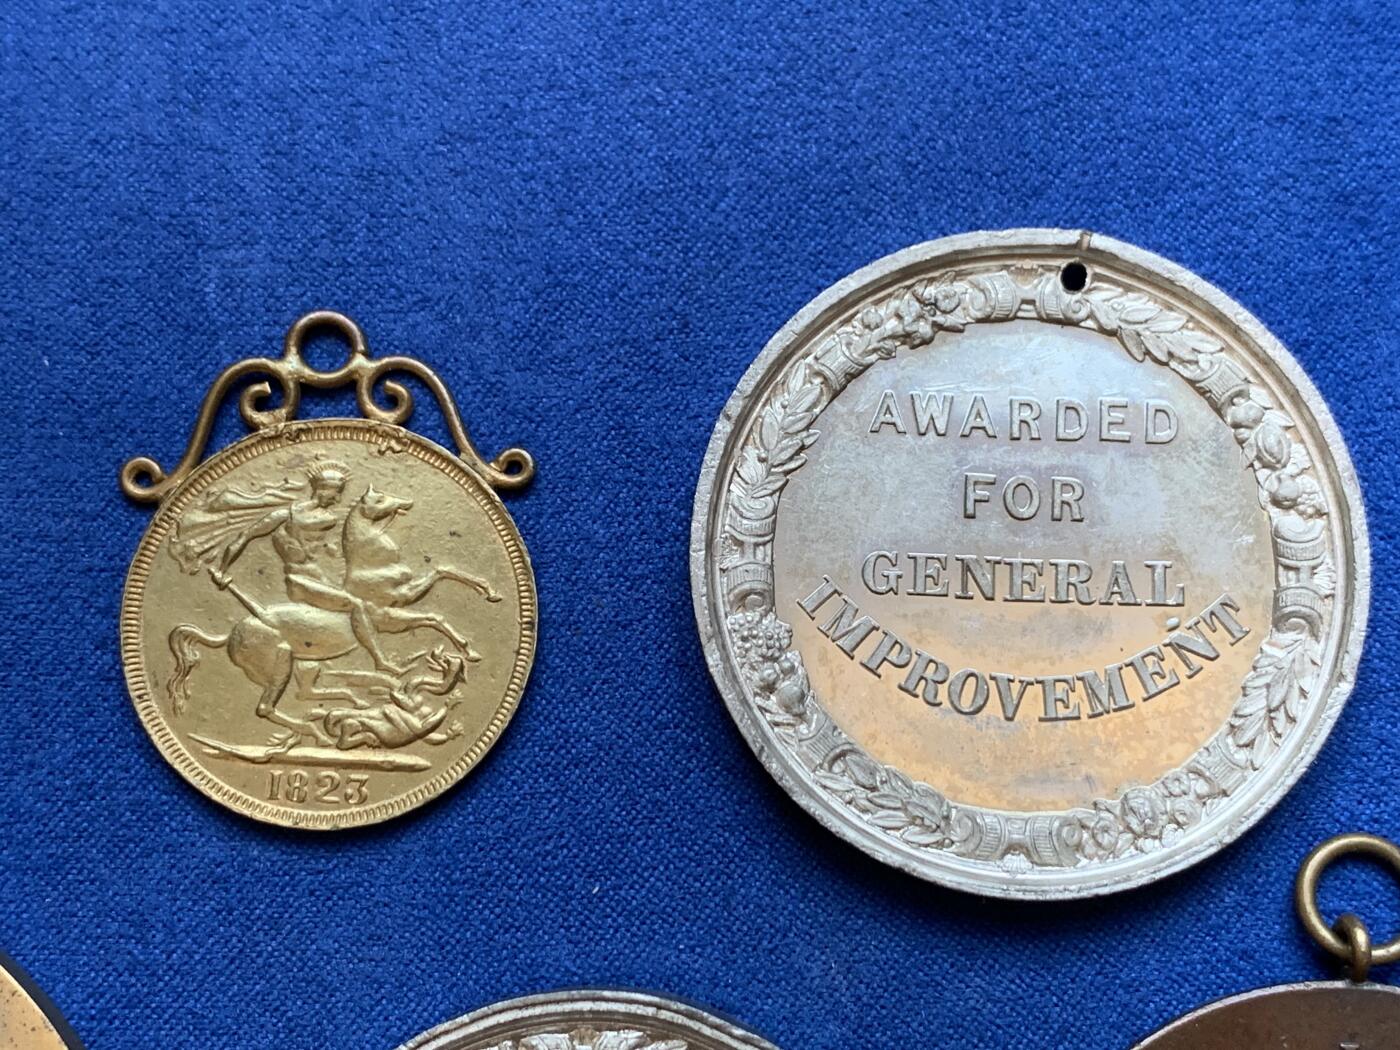 1823
AWARDED
FOR
GENERAL
IMPROVEMENT